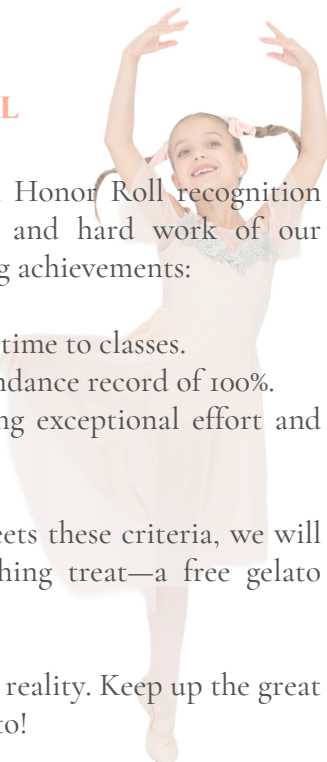 L
Honor Roll recognition
and hard work of our
g achievements:
time to classes.
ndance record of 100%.
ng exceptional effort and
eets these criteria, we will
hing treat—a free gelato
reality. Keep up the great
to!